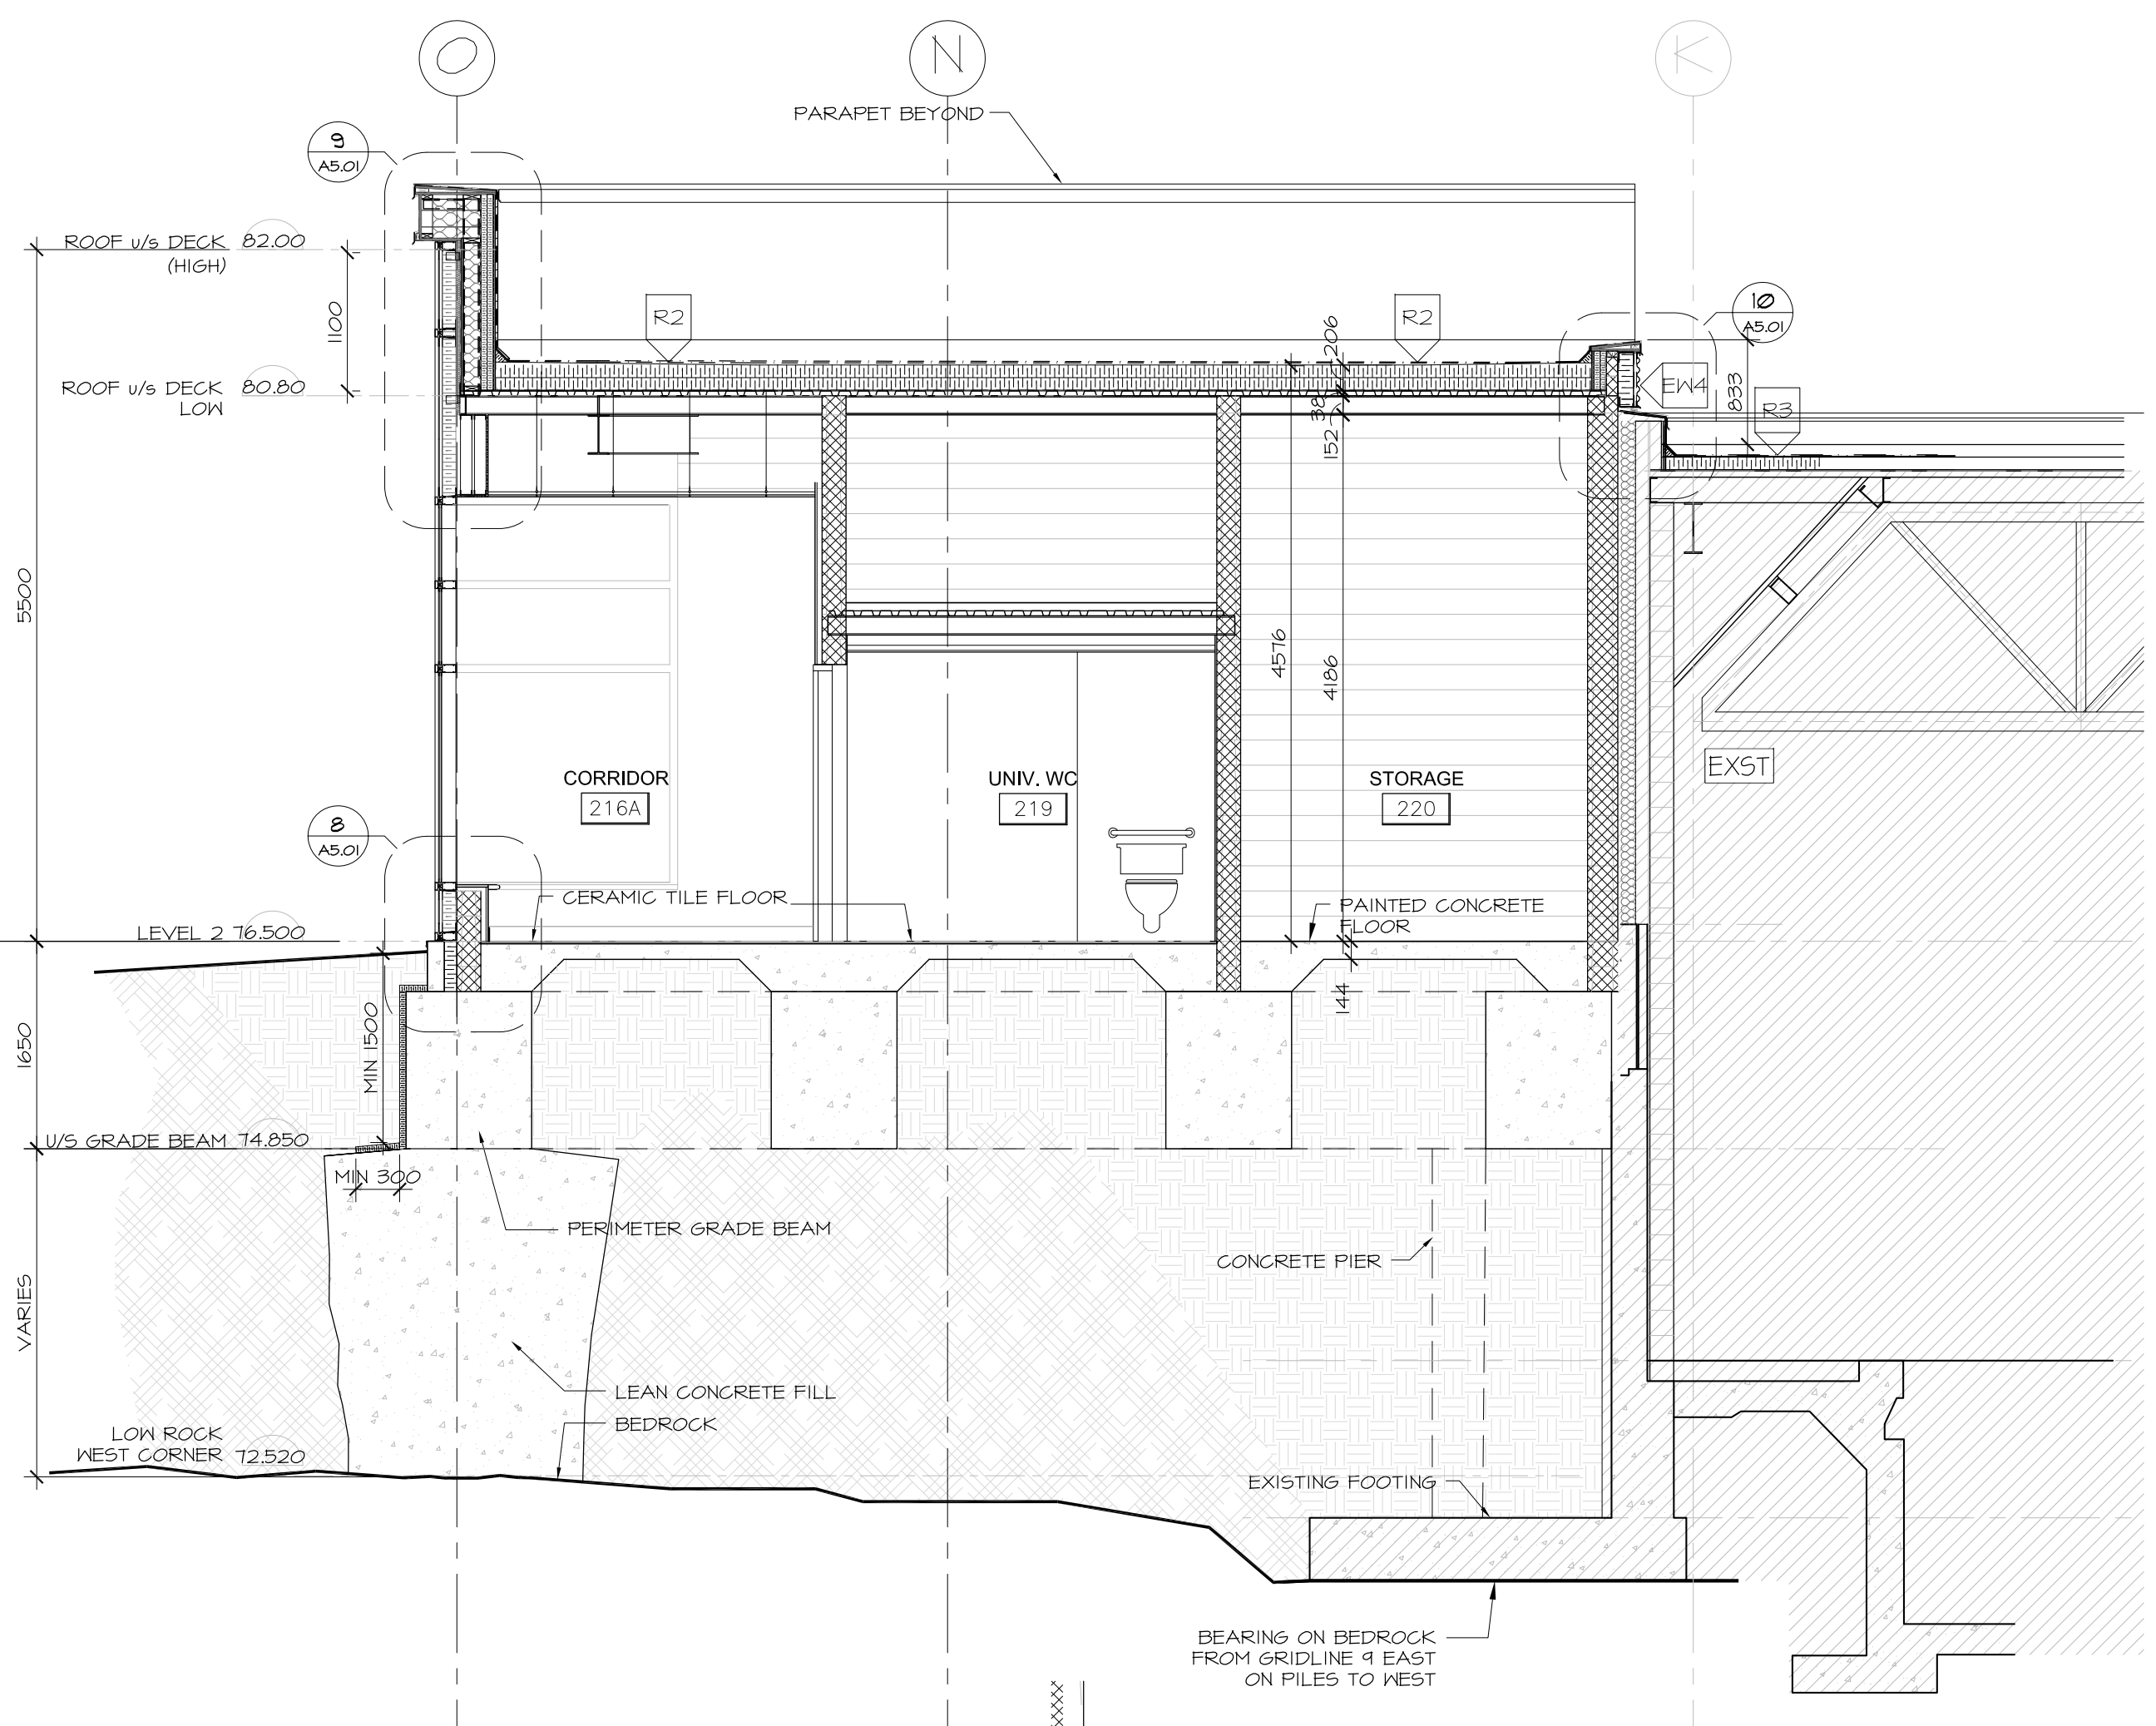 O
N
K
PARAPET BEYOND
9
A5.01
ROOF u/s DECK 82.00
(HIGH)
1100
R2
R2
206
38
152
10
A5.01
EW4
833
R3
ROOF u/s DECK 80.80
LOW
5500
4576
4186
EXST
CORRIDOR
216A
UNIV. WC
219
STORAGE
220
8
A5.01
CERAMIC TILE FLOOR
PAINTED CONCRETE
FLOOR
LEVEL 2 76.500
144
MIN 1500
1650
U/S GRADE BEAM 74.850
MIN 300
PERIMETER GRADE BEAM
CONCRETE PIER
VARIES
LEAN CONCRETE FILL
BEDROCK
LOW ROCK
WEST CORNER 72.520
EXISTING FOOTING
BEARING ON BEDROCK
FROM GRIDLINE 9 EAST
ON PILES TO WEST